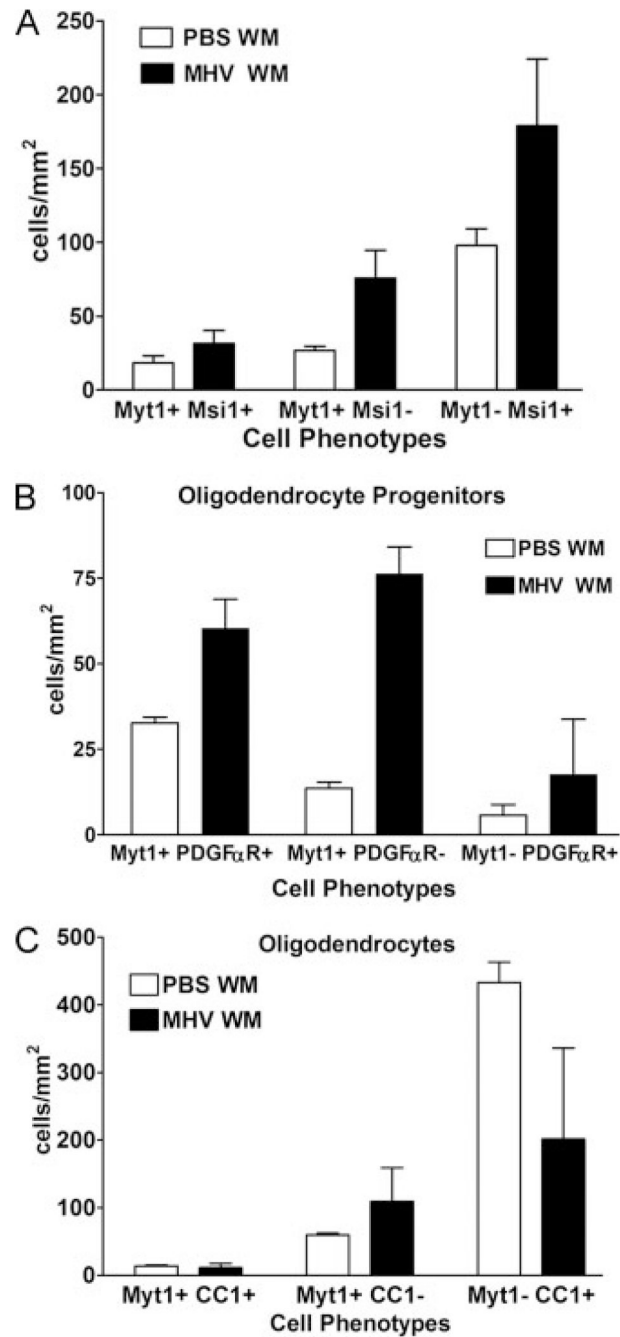 A
250
PBS WM
MHV WM
200
150
cells/mm²
100
50
0
Myt1+ Msi1+ Myt1+ Msi1- Myt1- Msi1+
Cell Phenotypes
B
100
Oligodendrocyte Progenitors
PBS WM
MHV WM
75
cells/mm²
50
25
0
Myt1+ PDGFαR+ Myt1+ PDGFαR- Myt1- PDGFαR+
Cell Phenotypes
C
500
Oligodendrocytes
PBS WM
MHV WM
400
300
cells/mm²
200
100
0
Myt1+ CC1+ Myt1+ CC1- Myt1- CC1+
Cell Phenotypes